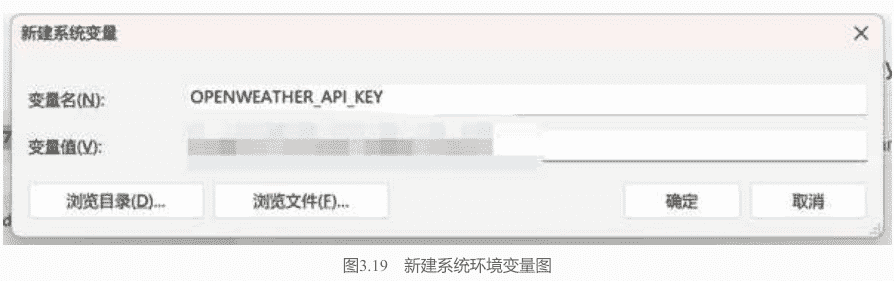 新建系统变量
变量名(N):
OPENWEATHER_API_KEY
变量值(V):
浏览目录(D)...
浏览文件(F)...
确定
取消
图3.19 新建系统环境变量图